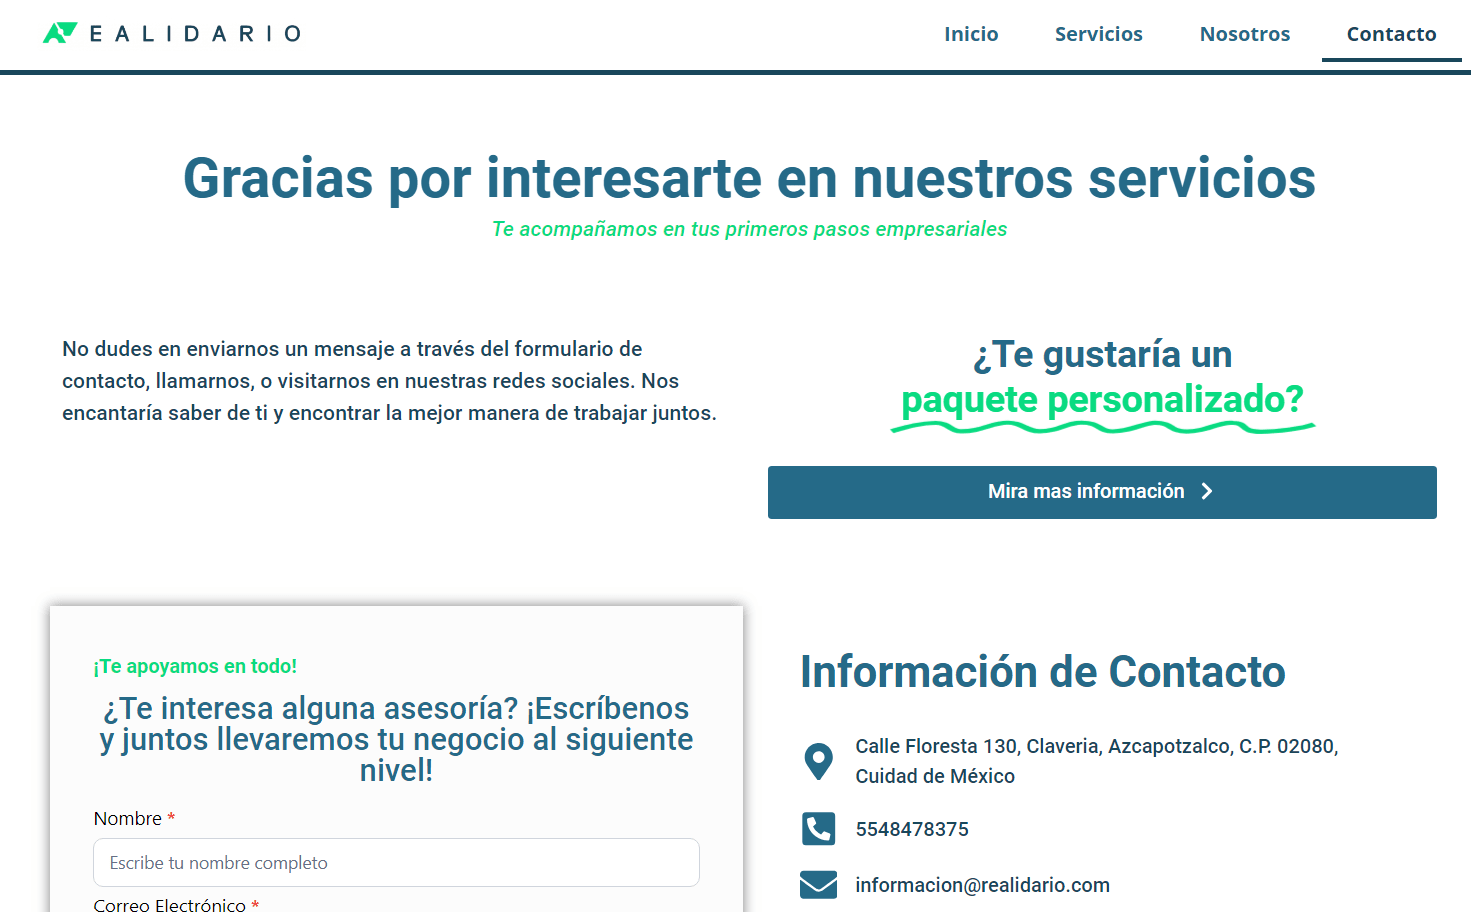 EALIDARIO
Inicio Servicios Nosotros Contacto
Gracias por interesarte en nuestros servicios
Te acompañamos en tus primeros pasos empresariales
No dudes en enviarnos un mensaje a través del formulario de
contacto, llamarnos, o visitarnos en nuestras redes sociales. Nos
encantaría saber de ti y encontrar la mejor manera de trabajar juntos.
¿Te gustaría un
paquete personalizado?
Mira mas información
¡Te apoyamos en todo!
¿Te interesa alguna asesoría? ¡Escríbenos
y juntos llevaremos tu negocio al siguiente
nivel!
Nombre *
Escribe tu nombre completo
Correo Electrónico *
Información de Contacto
Calle Floresta 130, Claveria, Azcapotzalco, C.P. 02080,
Cuidad de México
5548478375
informacion@realidario.com